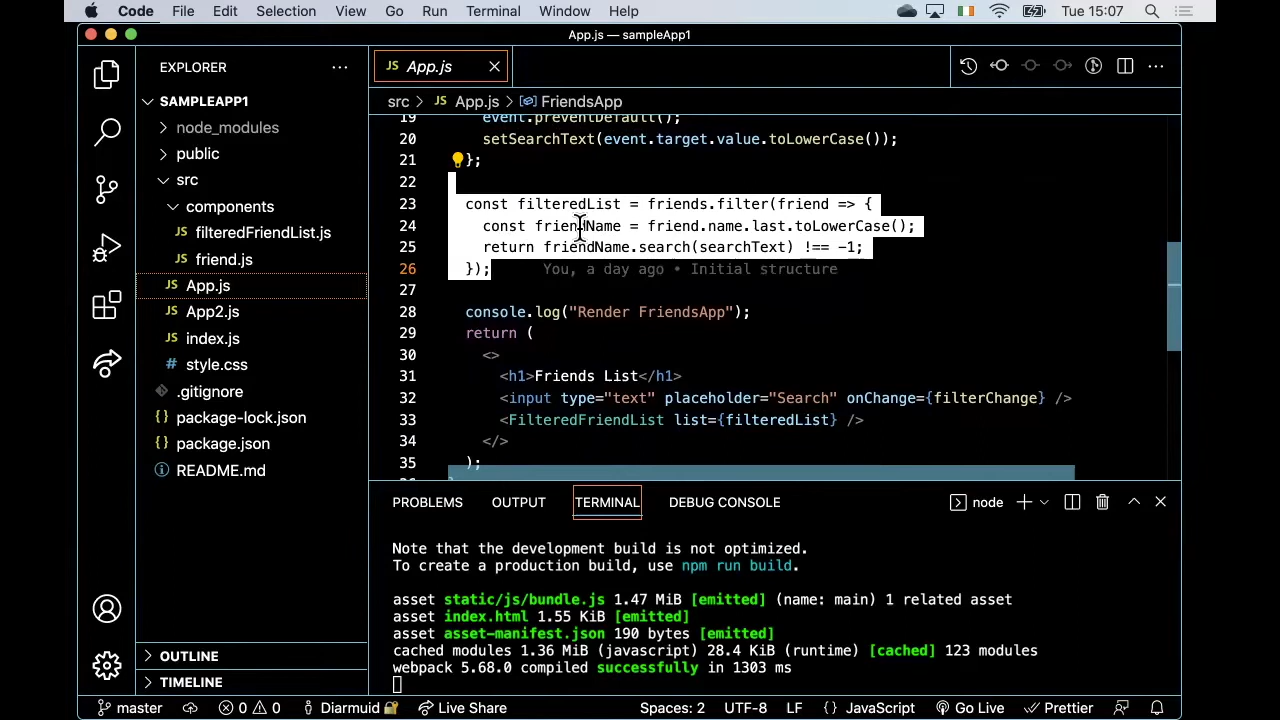 Code File Edit Selection View Go Run Terminal Window Help Tue 15:07
App.js — sampleApp1
EXPLORER
SAMPLEAPP1
node_modules
public
src
components
JS filteredFriendList.js
JS friend.js
JS App.js
JS App2.js
JS index.js
# style.css
.gitignore
{ } package-lock.json
{ } package.json
README.md
OUTLINE
TIMELINE
JS App.js
src > JS App.js > FriendsApp
19 event.preventDefault();
20 setSearchText(event.target.value.toLowerCase());
21 };
22
23 const filteredList = friends.filter(friend => {
24 const friendName = friend.name.last.toLowerCase();
25 return friendName.search(searchText) !== -1;
26 }); You, a day ago • Initial structure
27
28 console.log("Render FriendsApp");
29 return (
30 <>
31 <h1>Friends List</h1>
32 <input type="text" placeholder="Search" onChange={filterChange} />
33 <FilteredFriendList list={filteredList} />
34 </>
35 );
PROBLEMS OUTPUT TERMINAL DEBUG CONSOLE node
Note that the development build is not optimized.
To create a production build, use npm run build.
asset static/js/bundle.js 1.47 MiB [emitted] (name: main) 1 related asset
asset index.html 1.55 KiB [emitted]
asset asset-manifest.json 190 bytes [emitted]
cached modules 1.36 MiB (javascript) 28.4 KiB (runtime) [cached] 123 modules
webpack 5.68.0 compiled successfully in 1303 ms
master 0 0 Diarmuid Live Share Spaces: 2 UTF-8 LF { } JavaScript Go Live Prettier